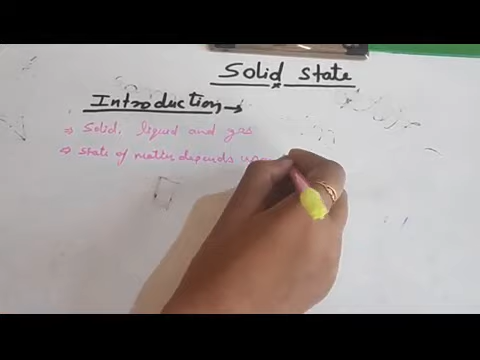 Solid state
Introduction →
⇒ Solid, liquid and gas
⇒ State of matter depends upon